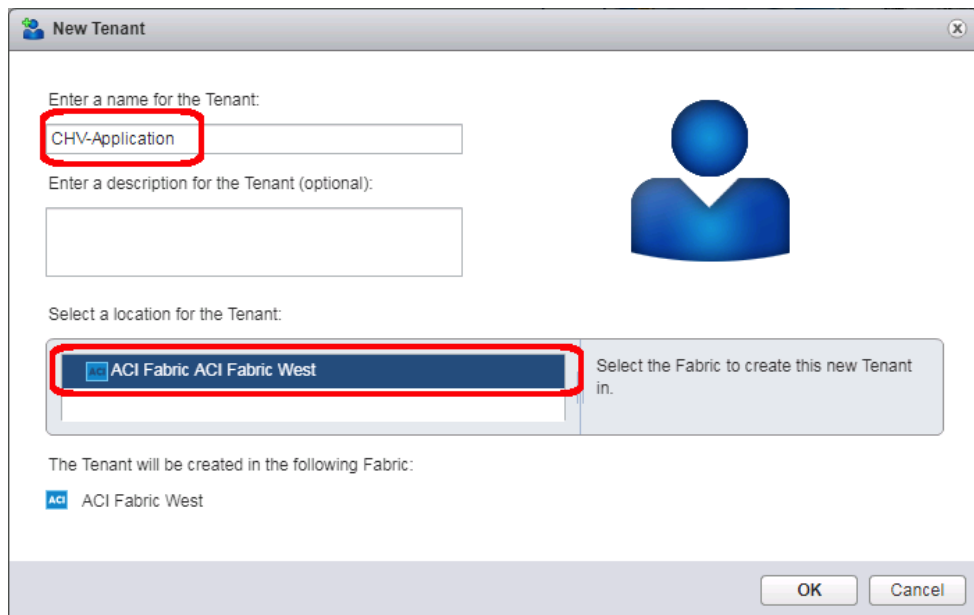 New Tenant
Enter a name for the Tenant:
CHV-Application
Enter a description for the Tenant (optional):
Select a location for the Tenant:
ACI ACI Fabric ACI Fabric West
Select the Fabric to create this new Tenant
in.
The Tenant will be created in the following Fabric:
ACI ACI Fabric West
OK Cancel